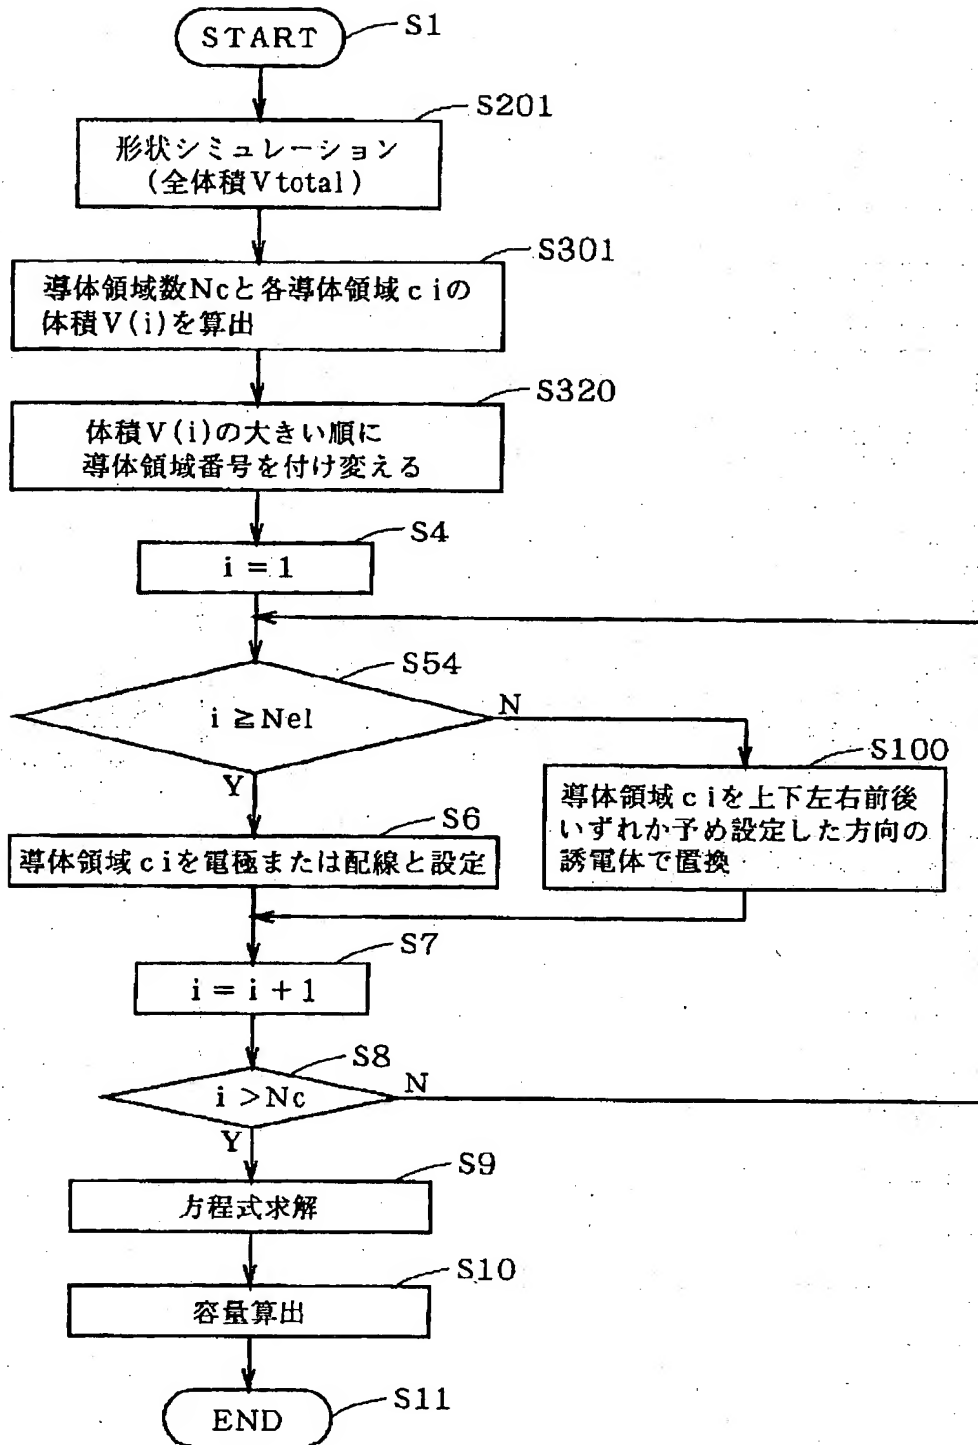 START
S1
S201
形状シミュレーション
(全体積Vtotal)
S301
導体領域数Ncと各導体領域ciの
体積V(i)を算出
S320
体積V(i)の大きい順に
導体領域番号を付け変える
S4
i=1
S54
i≧Nel
N
Y
S100
導体領域ciを上下左右前後
いずれか予め設定した方向の
誘電体で置換
S6
導体領域ciを電極または配線と設定
S7
i=i+1
S8
i>Nc
N
Y
S9
方程式求解
S10
容量算出
END
S11